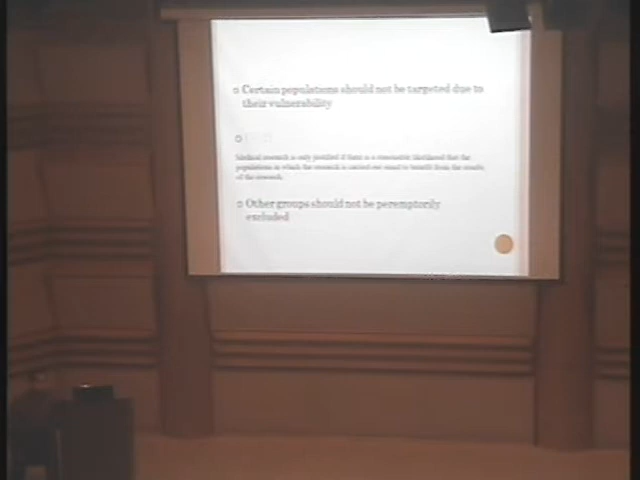 Certain populations should not be targeted due to
their vulnerability
Medical research is only justified if there is a reasonable likelihood that the
populations in which the research is carried out stand to benefit from the results
of the research.
Other groups should not be peremptorily
excluded